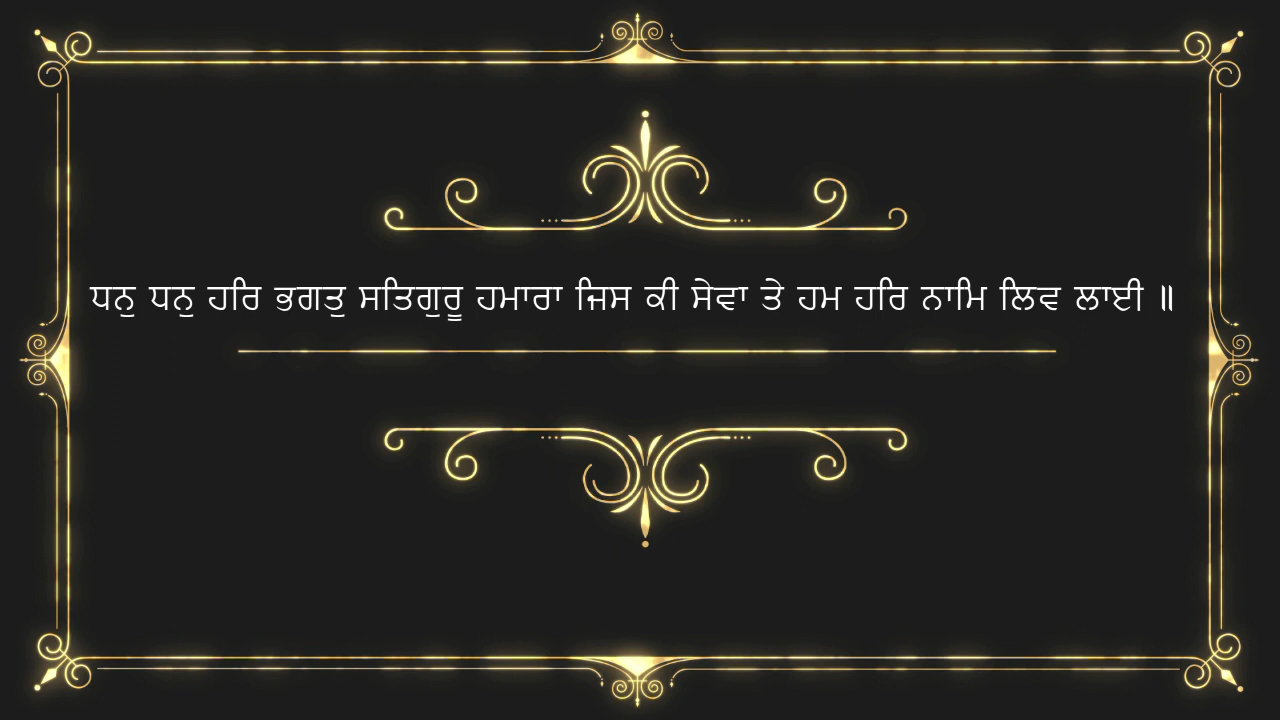 ਧਨੁ ਧਨੁ ਹਰਿ ਭਗਤੁ ਸਤਿਗੁਰੂ ਹਮਾਰਾ ਜਿਸ ਕੀ ਸੇਵਾ ਤੇ ਹਮ ਹਰਿ ਨਾਮਿ ਲਿਵ ਲਾਈ ॥